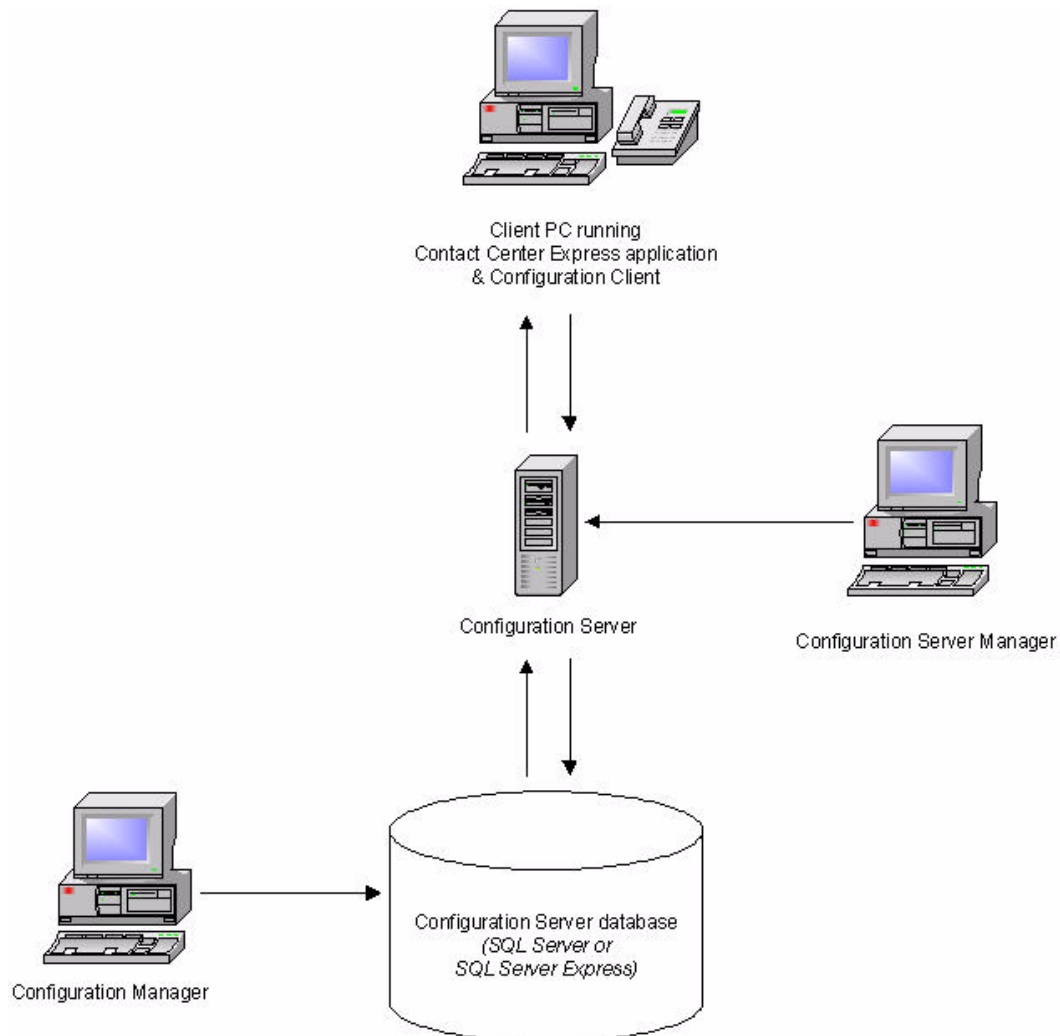 Client PC running
Contact Center Express application
& Configuration Client
Configuration Server
Configuration Server Manager
Configuration Server database
(SQL Server or
SQL Server Express)
Configuration Manager